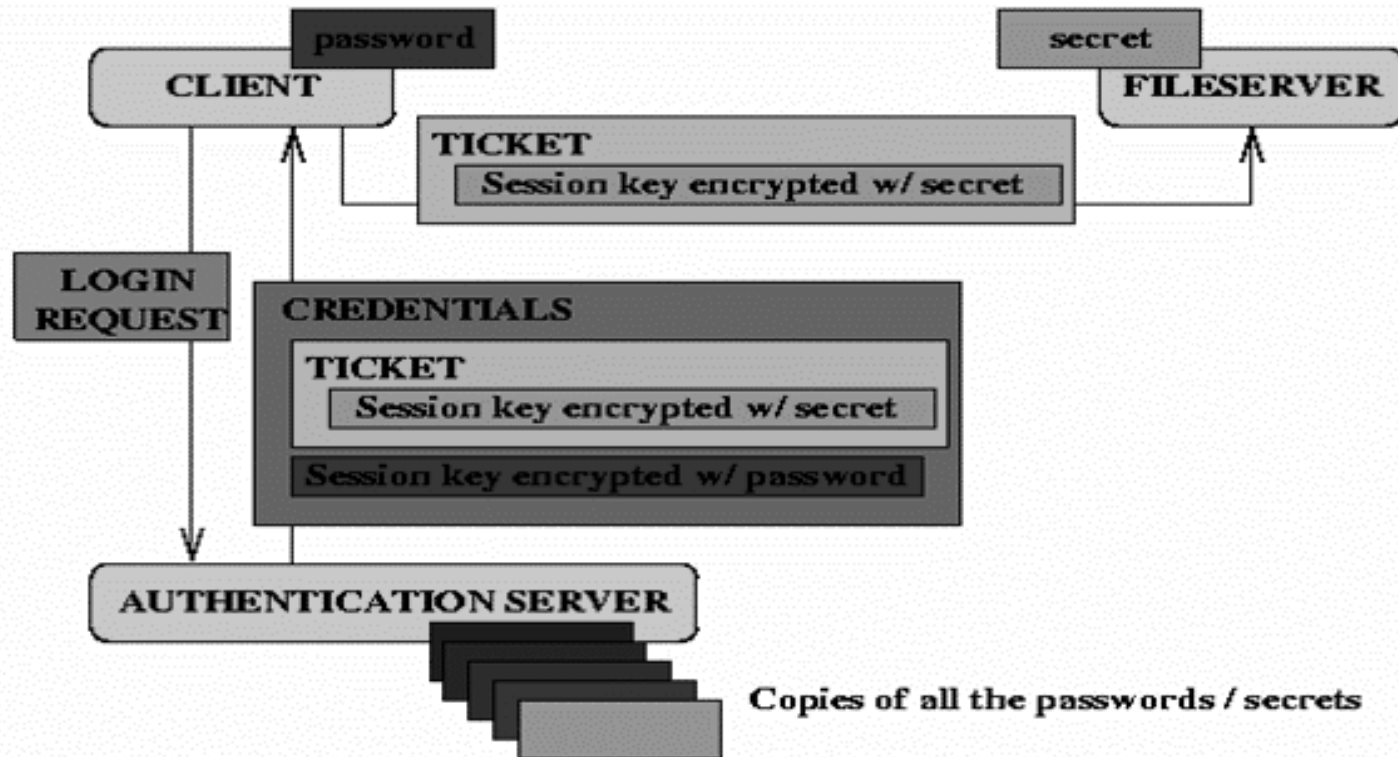 password
CLIENT
secret
FILESERVER
TICKET
Session key encrypted w/ secret
LOGIN
REQUEST
CREDENTIALS
TICKET
Session key encrypted w/ secret
Session key encrypted w/ password
AUTHENTICATION SERVER
Copies of all the passwords / secrets